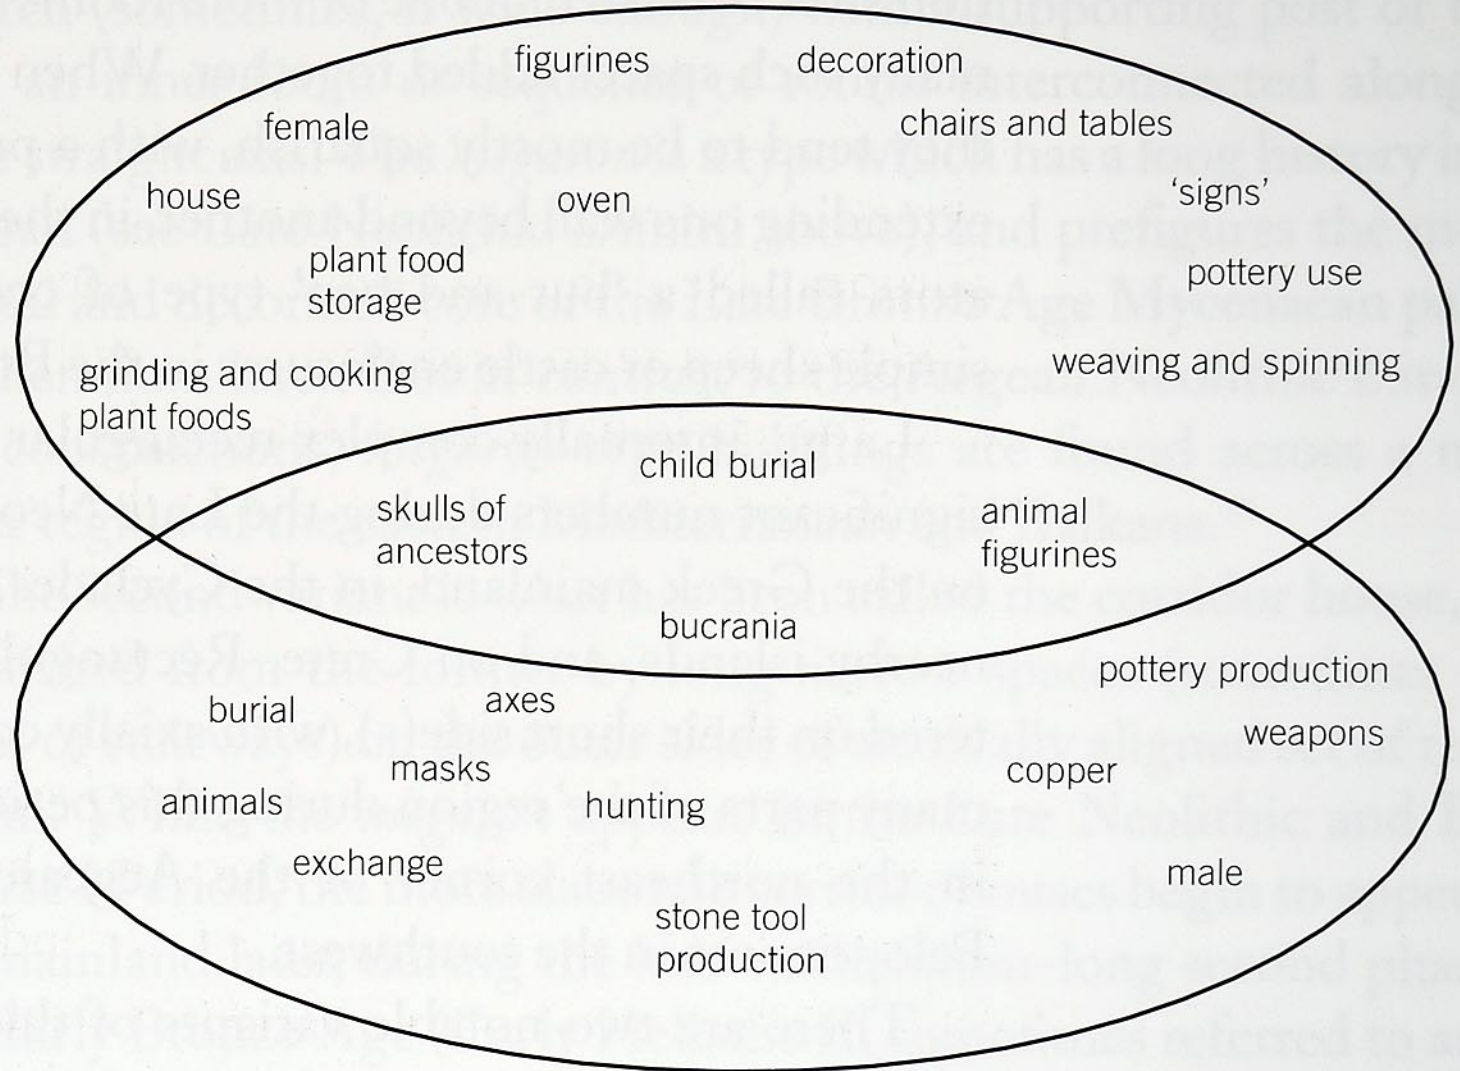 figurines
decoration
female
chairs and tables
house
oven
‘signs’
plant food
storage
pottery use
grinding and cooking
plant foods
weaving and spinning
child burial
skulls of
ancestors
animal
figurines
bucrania
burial
axes
pottery production
masks
weapons
animals
hunting
copper
exchange
male
stone tool
production